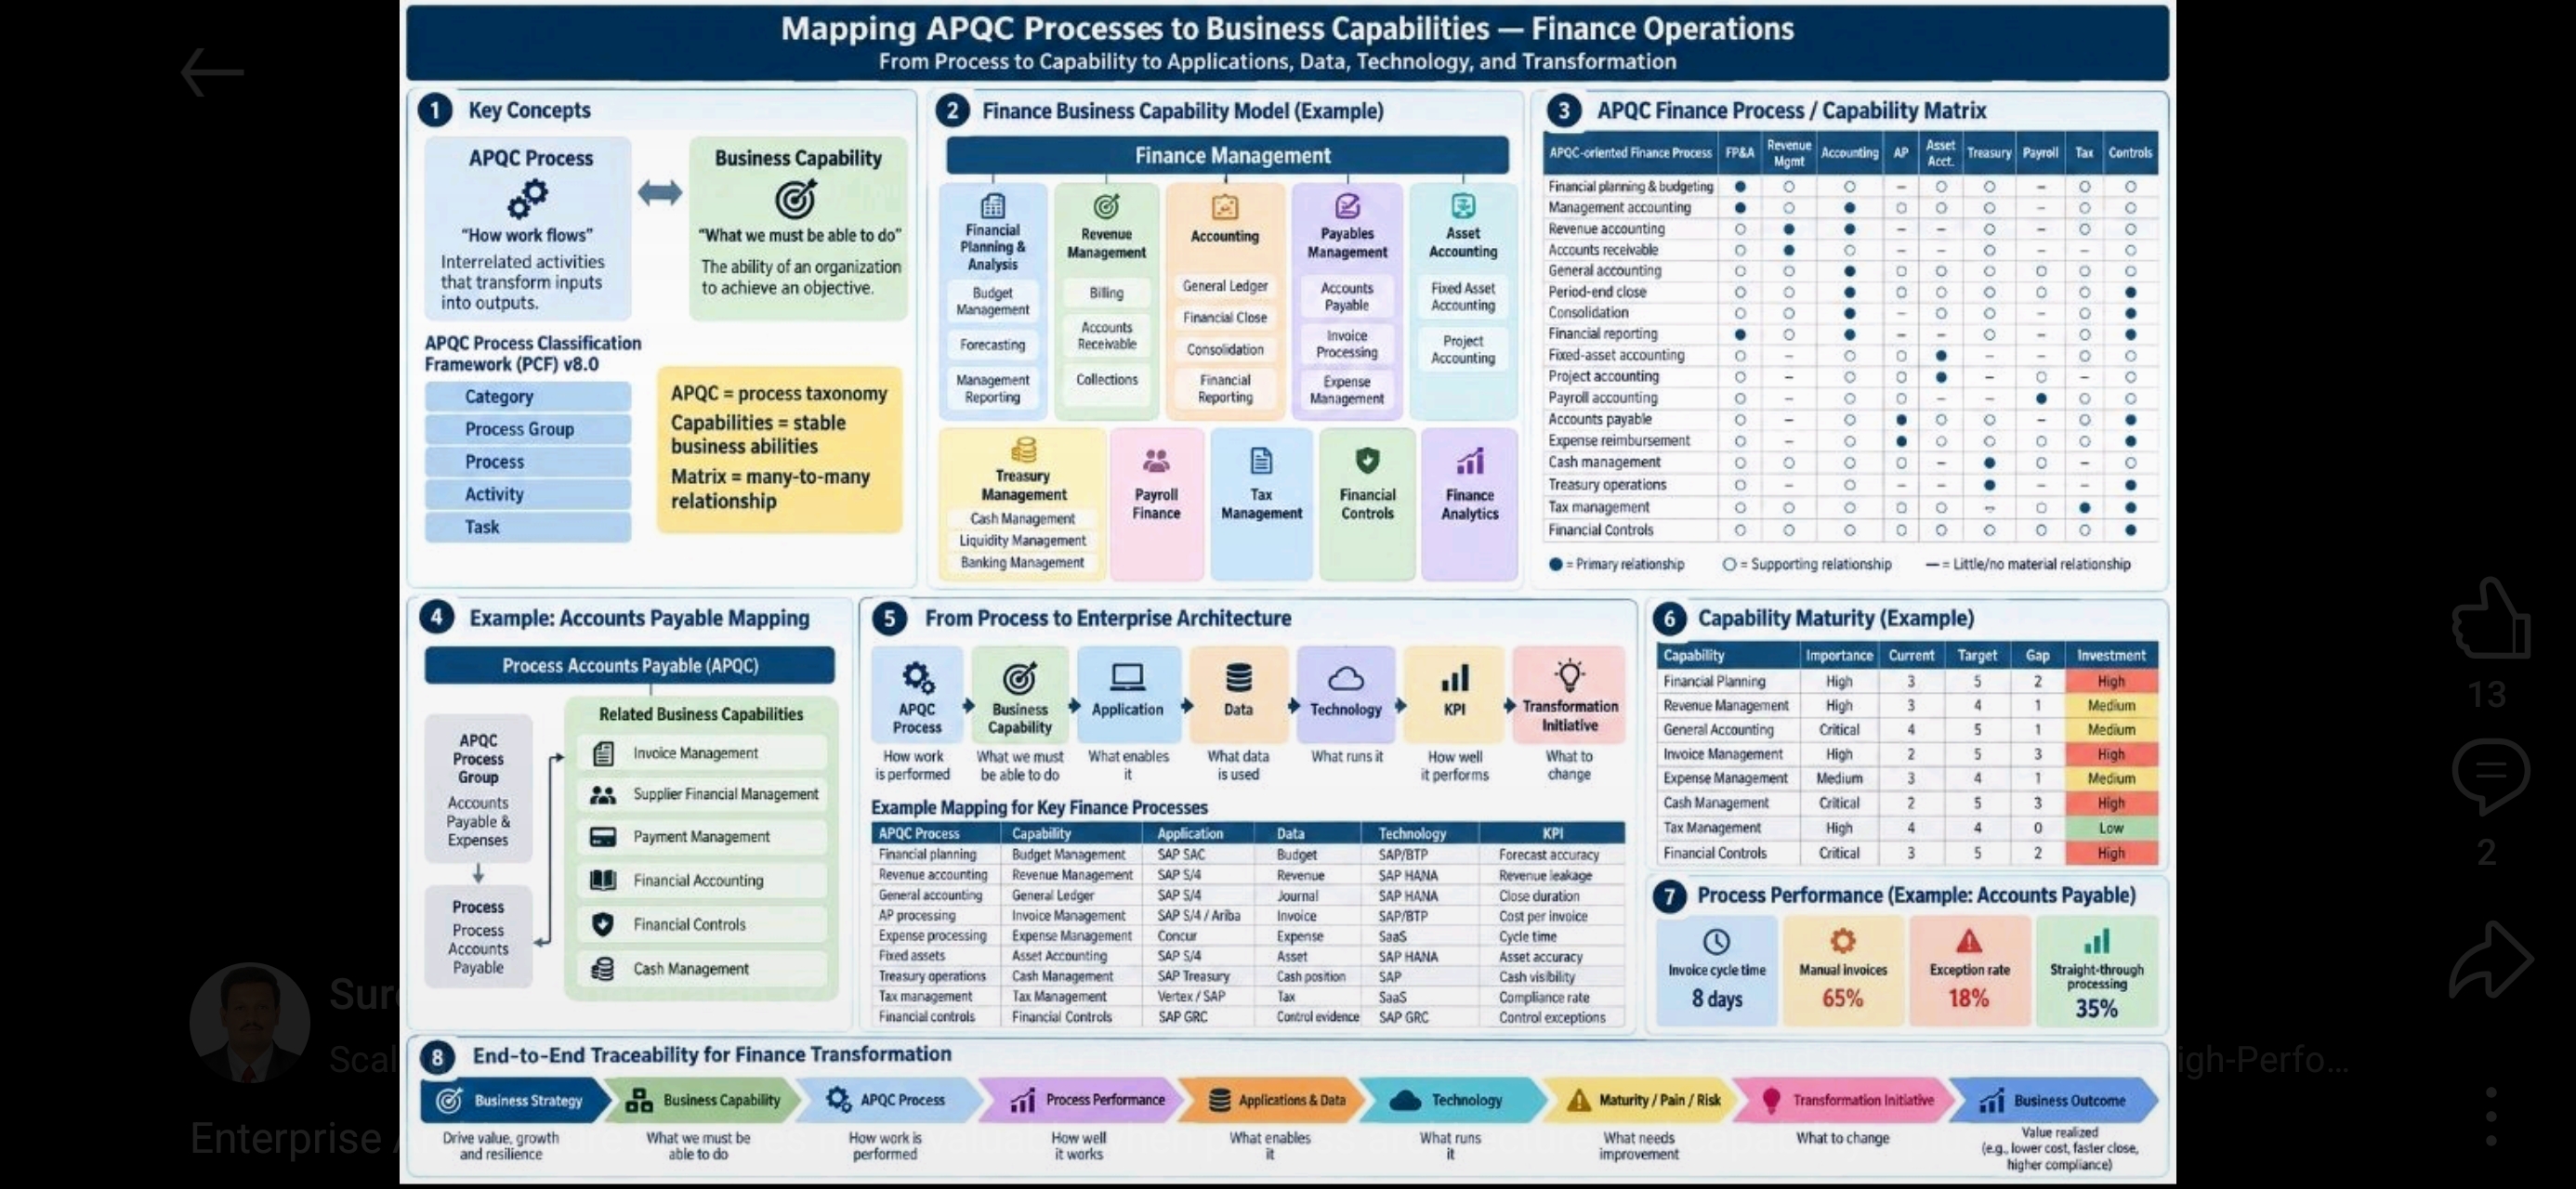 Mapping APQC Processes to Business Capabilities — Finance Operations
From Process to Capability to Applications, Data, Technology, and Transformation
1 Key Concepts
APQC Process
"How work flows"
Interrelated activities
that transform inputs
into outputs.
Business Capability
"What we must be able to do"
The ability of an organization
to achieve an objective.
APQC Process Classification
Framework (PCF) v8.0
Category
Process Group
Process
Activity
Task
APQC = process taxonomy
Capabilities = stable
business abilities
Matrix = many-to-many
relationship
2 Finance Business Capability Model (Example)
Finance Management
Financial
Planning &
Analysis
Budget
Management
Forecasting
Management
Reporting
Revenue
Management
Billing
Accounts
Receivable
Collections
Accounting
General Ledger
Financial Close
Consolidation
Financial
Reporting
Payables
Management
Accounts
Payable
Invoice
Processing
Expense
Management
Asset
Accounting
Fixed Asset
Accounting
Project
Accounting
Treasury
Management
Cash Management
Liquidity Management
Banking Management
Payroll
Finance
Tax
Management
Financial
Controls
Finance
Analytics
3 APQC Finance Process / Capability Matrix
APQC-oriented Finance Process FP&A Revenue Mgmt Accounting AP Asset Acct. Treasury Payroll Tax Controls
Financial planning & budgeting ● ○ ○ – ○ ○ – ○ ○
Management accounting ● ○ ● ○ ○ ○ – ○ ○
Revenue accounting ○ ● ● – – ○ – ○ ○
Accounts receivable ○ ● ○ – – ○ – – ○
General accounting ○ ○ ● ○ ○ ○ ○ ○ ○
Period-end close ○ ○ ● ○ ○ ○ ○ ○ ●
Consolidation ○ ○ ● – ○ ○ – ○ ●
Financial reporting ● ○ ● – – ○ – ○ ●
Fixed-asset accounting ○ – ○ ○ ● – – ○ ○
Project accounting ○ – ○ ○ ● – ○ – ○
Payroll accounting ○ – ○ ○ – – ● ○ ○
Accounts payable ○ – ○ ● ○ ○ – ○ ●
Expense reimbursement ○ – ○ ● ○ ○ ○ ○ ●
Cash management ○ ○ ○ ○ – ● ○ – ○
Treasury operations ○ – ○ – – ● – – ●
Tax management ○ ○ ○ ○ ○ – ○ ● ●
Financial Controls ○ ○ ○ ○ ○ ○ ○ ○ ●
● = Primary relationship ○ = Supporting relationship — = Little/no material relationship
4 Example: Accounts Payable Mapping
Process Accounts Payable (APQC)
APQC
Process
Group
Accounts
Payable &
Expenses
Process
Process
Accounts
Payable
Related Business Capabilities
Invoice Management
Supplier Financial Management
Payment Management
Financial Accounting
Financial Controls
Cash Management
5 From Process to Enterprise Architecture
APQC
Process
How work
is performed
Business
Capability
What we must
be able to do
Application
What enables
it
Data
What data
is used
Technology
What runs it
KPI
How well
it performs
Transformation
Initiative
What to
change
Example Mapping for Key Finance Processes
APQC Process Capability Application Data Technology KPI
Financial planning Budget Management SAP SAC Budget SAP/BTP Forecast accuracy
Revenue accounting Revenue Management SAP S/4 Revenue SAP HANA Revenue leakage
General accounting General Ledger SAP S/4 Journal SAP HANA Close duration
AP processing Invoice Management SAP S/4 / Ariba Invoice SAP/BTP Cost per invoice
Expense processing Expense Management Concur Expense SaaS Cycle time
Fixed assets Asset Accounting SAP S/4 Asset SAP HANA Asset accuracy
Treasury operations Cash Management SAP Treasury Cash position SAP Cash visibility
Tax management Tax Management Vertex / SAP Tax SaaS Compliance rate
Financial controls Financial Controls SAP GRC Control evidence SAP GRC Control exceptions
6 Capability Maturity (Example)
Capability Importance Current Target Gap Investment
Financial Planning High 3 5 2 High
Revenue Management High 3 4 1 Medium
General Accounting Critical 4 5 1 Medium
Invoice Management High 2 5 3 High
Expense Management Medium 3 4 1 Medium
Cash Management Critical 2 5 3 High
Tax Management High 4 4 0 Low
Financial Controls Critical 3 5 2 High
7 Process Performance (Example: Accounts Payable)
Invoice cycle time
8 days
Manual invoices
65%
Exception rate
18%
Straight-through
processing
35%
8 End-to-End Traceability for Finance Transformation
Business Strategy
Drive value, growth
and resilience
Business Capability
What we must be
able to do
APQC Process
How work is
performed
Process Performance
How well
it works
Applications & Data
What enables
it
Technology
What runs
it
Maturity / Pain / Risk
What needs
improvement
Transformation Initiative
What to change
Business Outcome
Value realized
(e.g., lower cost, faster close,
higher compliance)
13
2
Enterprise
igh-Perfo...